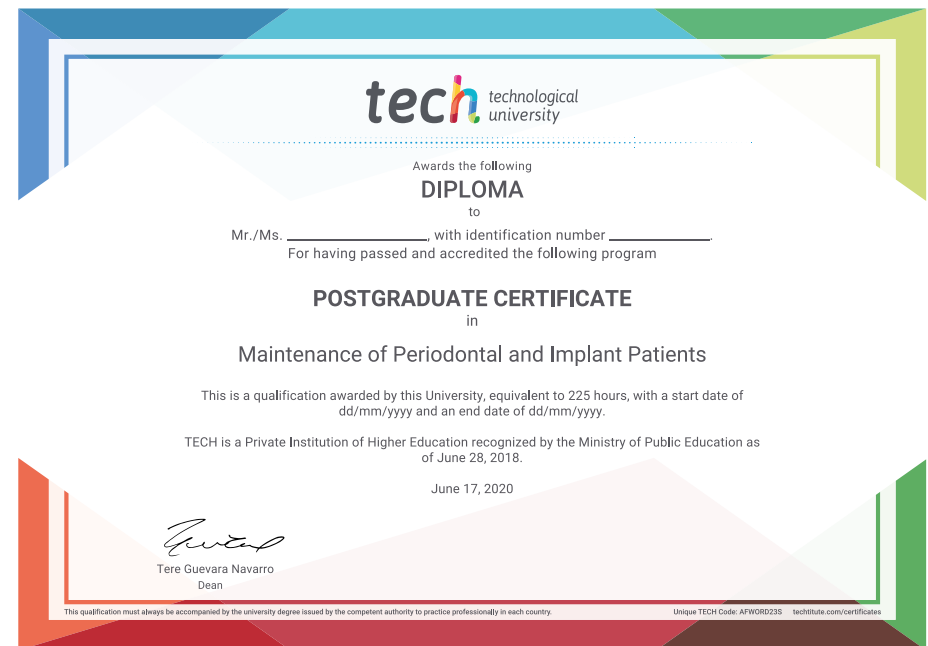 tech technological
university
Awards the following
DIPLOMA
to
Mr./Ms. ____________________, with identification number ______________.
For having passed and accredited the following program
POSTGRADUATE CERTIFICATE
in
Maintenance of Periodontal and Implant Patients
This is a qualification awarded by this University, equivalent to 225 hours, with a start date of
dd/mm/yyyy and an end date of dd/mm/yyyy.
TECH is a Private Institution of Higher Education recognized by the Ministry of Public Education as
of June 28, 2018.
June 17, 2020
Tere Guevara Navarro
Dean
This qualification must always be accompanied by the university degree issued by the competent authority to practice professionally in each country.
Unique TECH Code: AFWORD23S techtitute.com/certificates